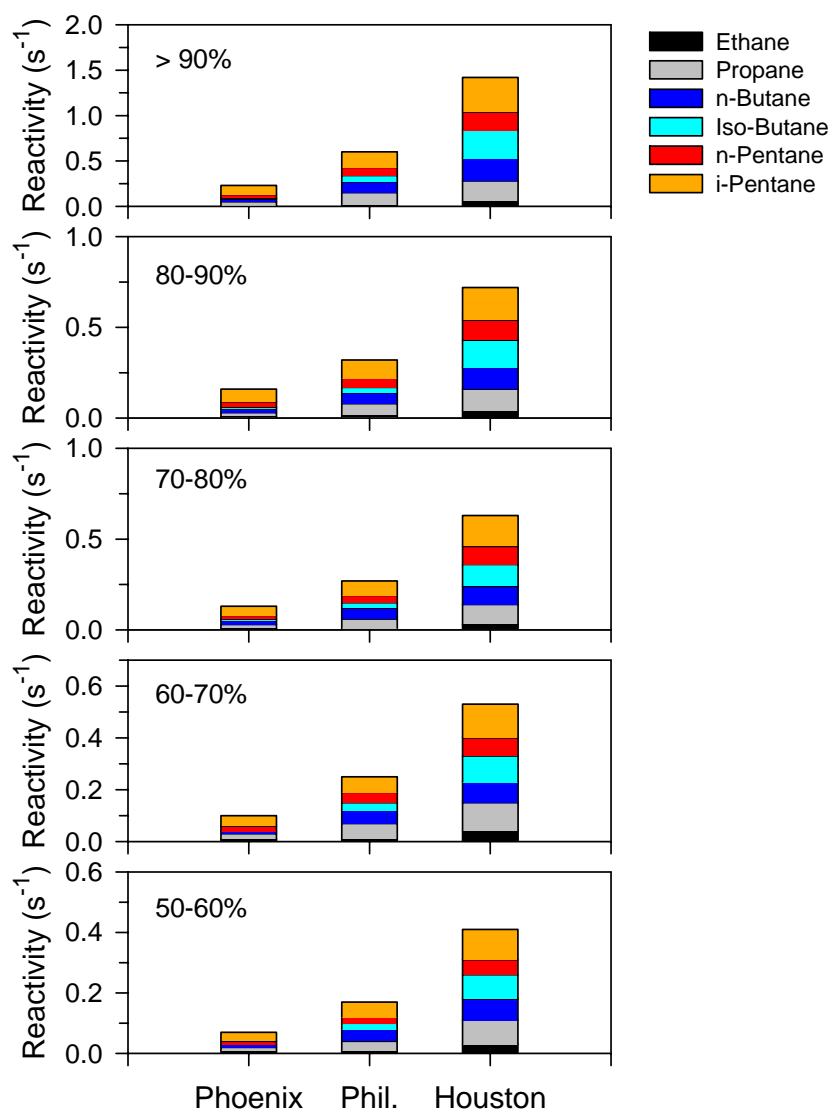 Reactivity (s⁻¹)
2.0
1.5
1.0
0.5
0.0
> 90%
Ethane
Propane
n-Butane
Iso-Butane
n-Pentane
i-Pentane
Reactivity (s⁻¹)
1.0
0.5
0.0
80-90%
Reactivity (s⁻¹)
1.0
0.5
0.0
70-80%
Reactivity (s⁻¹)
0.6
0.4
0.2
0.0
60-70%
Reactivity (s⁻¹)
0.6
0.4
0.2
0.0
50-60%
Phoenix Phil. Houston